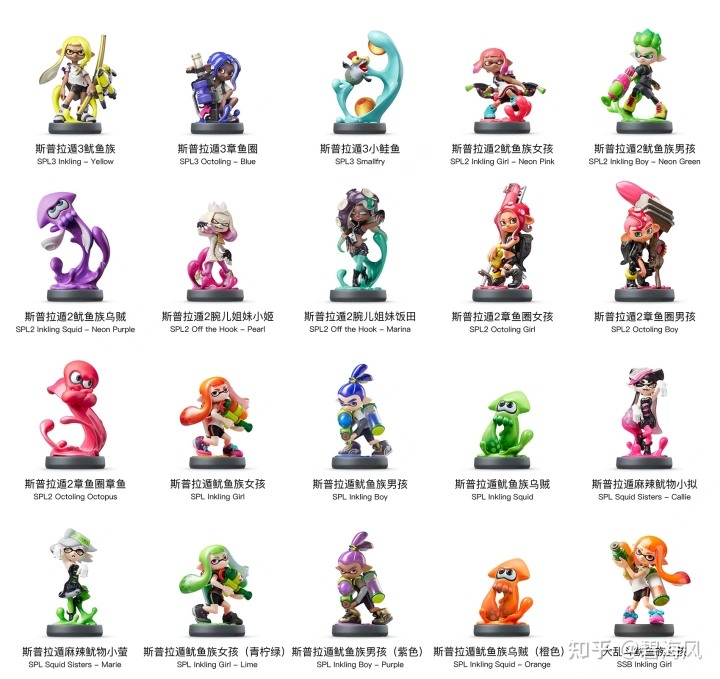 斯普拉遁3鱿鱼族
SPL3 Inkling - Yellow
斯普拉遁3章鱼圈
SPL3 Octoling - Blue
斯普拉遁3小鲑鱼
SPL3 Smallfry
斯普拉遁2鱿鱼族女孩
SPL2 Inkling Girl - Neon Pink
斯普拉遁2鱿鱼族男孩
SPL2 Inkling Boy - Neon Green
斯普拉遁2鱿鱼族乌贼
SPL2 Inkling Squid - Neon Purple
斯普拉遁2腕儿姐妹小姬
SPL2 Off the Hook - Pearl
斯普拉遁2腕儿姐妹饭田
SPL2 Off the Hook - Marina
斯普拉遁2章鱼圈女孩
SPL2 Octoling Girl
斯普拉遁2章鱼圈男孩
SPL2 Octoling Boy
斯普拉遁2章鱼圈章鱼
SPL2 Octoling Octopus
斯普拉遁鱿鱼族女孩
SPL Inkling Girl
斯普拉遁鱿鱼族男孩
SPL Inkling Boy
斯普拉遁鱿鱼族乌贼
SPL Inkling Squid
斯普拉遁麻辣鱿物小拟
SPL Squid Sisters - Callie
斯普拉遁麻辣鱿物小萤
SPL Squid Sisters - Marie
斯普拉遁鱿鱼族女孩（青柠绿）
SPL Inkling Girl - Lime
斯普拉遁鱿鱼族男孩（紫色）
SPL Inkling Boy - Purple
斯普拉遁鱿鱼族乌贼（橙色）
SPL Inkling Squid - Orange
大乱斗鱿鱼族女孩
SSB Inkling Girl
知乎 @碧海风